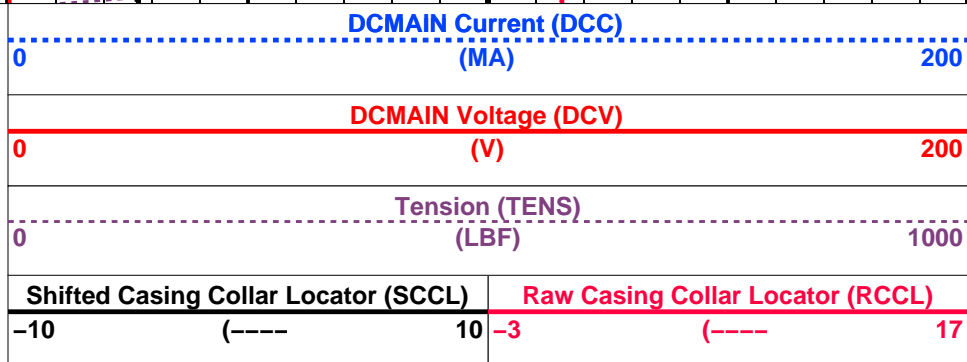 DCMAIN Current (DCC)
0 (MA) 200
DCMAIN Voltage (DCV)
0 (V) 200
Tension (TENS)
0 (LBF) 1000
Shifted Casing Collar Locator (SCCL) Raw Casing Collar Locator (RCCL)
−10 (−−−− 10 −3 (−−−− 17